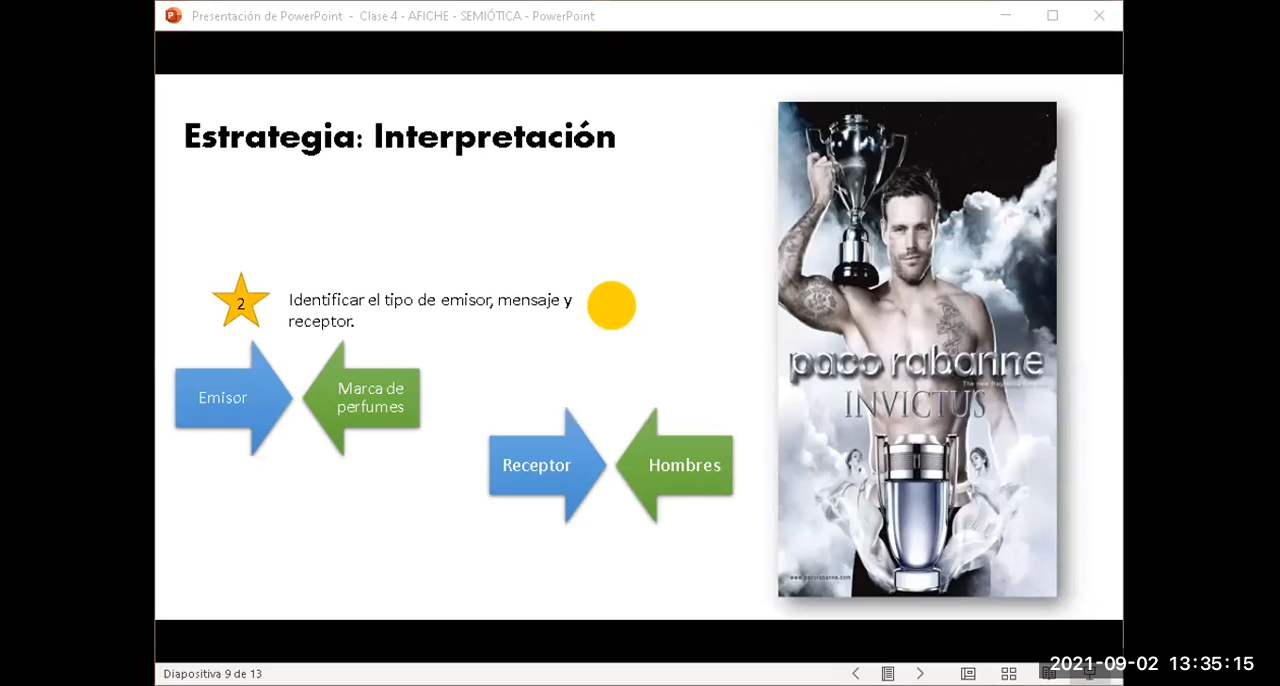 Presentación de PowerPoint - Clase 4 - AFICHE - SEMIÓTICA - PowerPoint
Estrategia: Interpretación
2
Identificar el tipo de emisor, mensaje y
receptor.
Emisor
Marca de
perfumes
Receptor
Hombres
paco rabanne
The new fragrance
INVICTUS
www.pacorabanne.com
Diapositiva 9 de 13
2021-09-02 13:35:15